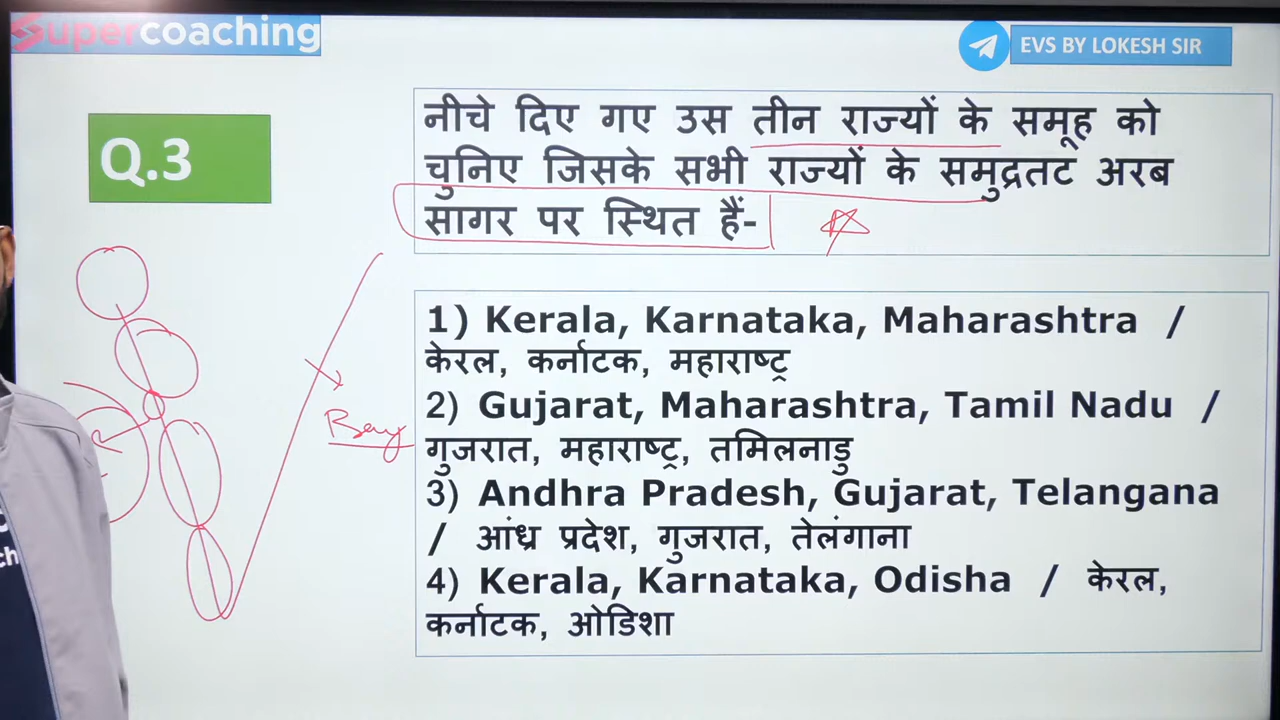 Supercoaching
EVS BY LOKESH SIR
Q.3
नीचे दिए गए उस तीन राज्यों के समूह को
चुनिए जिसके सभी राज्यों के समुद्रतट अरब
सागर पर स्थित हैं-
Bay
1) Kerala, Karnataka, Maharashtra /
केरल, कर्नाटक, महाराष्ट्र
2) Gujarat, Maharashtra, Tamil Nadu /
गुजरात, महाराष्ट्र, तमिलनाडु
3) Andhra Pradesh, Gujarat, Telangana
/ आंध्र प्रदेश, गुजरात, तेलंगाना
4) Kerala, Karnataka, Odisha / केरल,
कर्नाटक, ओडिशा